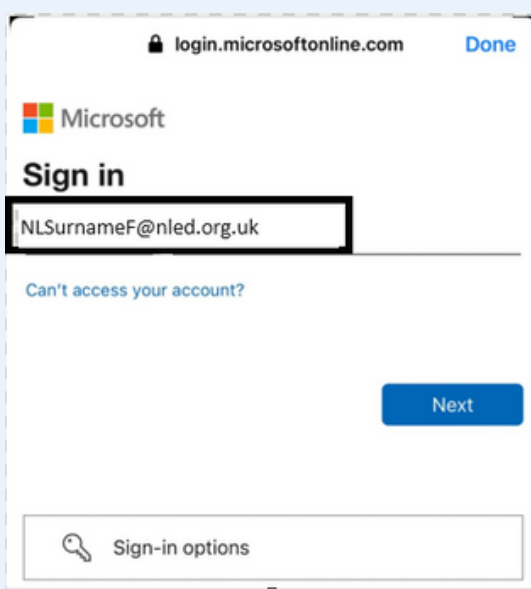 login.microsoftonline.com Done
Microsoft
Sign in
NLSurnameF@nled.org.uk
Can't access your account?
Next
Sign-in options